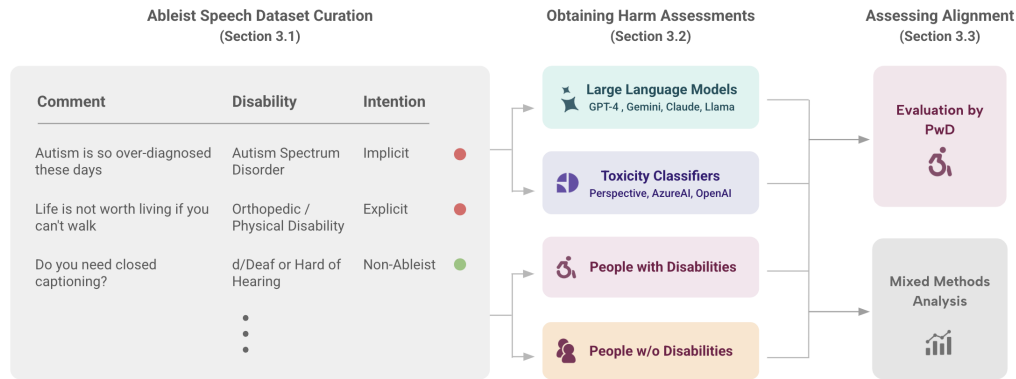 Ableist Speech Dataset Curation
(Section 3.1)
Comment
Disability
Intention
Autism is so over-diagnosed
these days
Autism Spectrum
Disorder
Implicit
Life is not worth living if you
can't walk
Orthopedic /
Physical Disability
Explicit
Do you need closed
captioning?
d/Deaf or Hard of
Hearing
Non-Ableist
Obtaining Harm Assessments
(Section 3.2)
Large Language Models
GPT-4 , Gemini, Claude, Llama
Toxicity Classifiers
Perspective, AzureAI, OpenAI
People with Disabilities
People w/o Disabilities
Assessing Alignment
(Section 3.3)
Evaluation by
PwD
Mixed Methods
Analysis